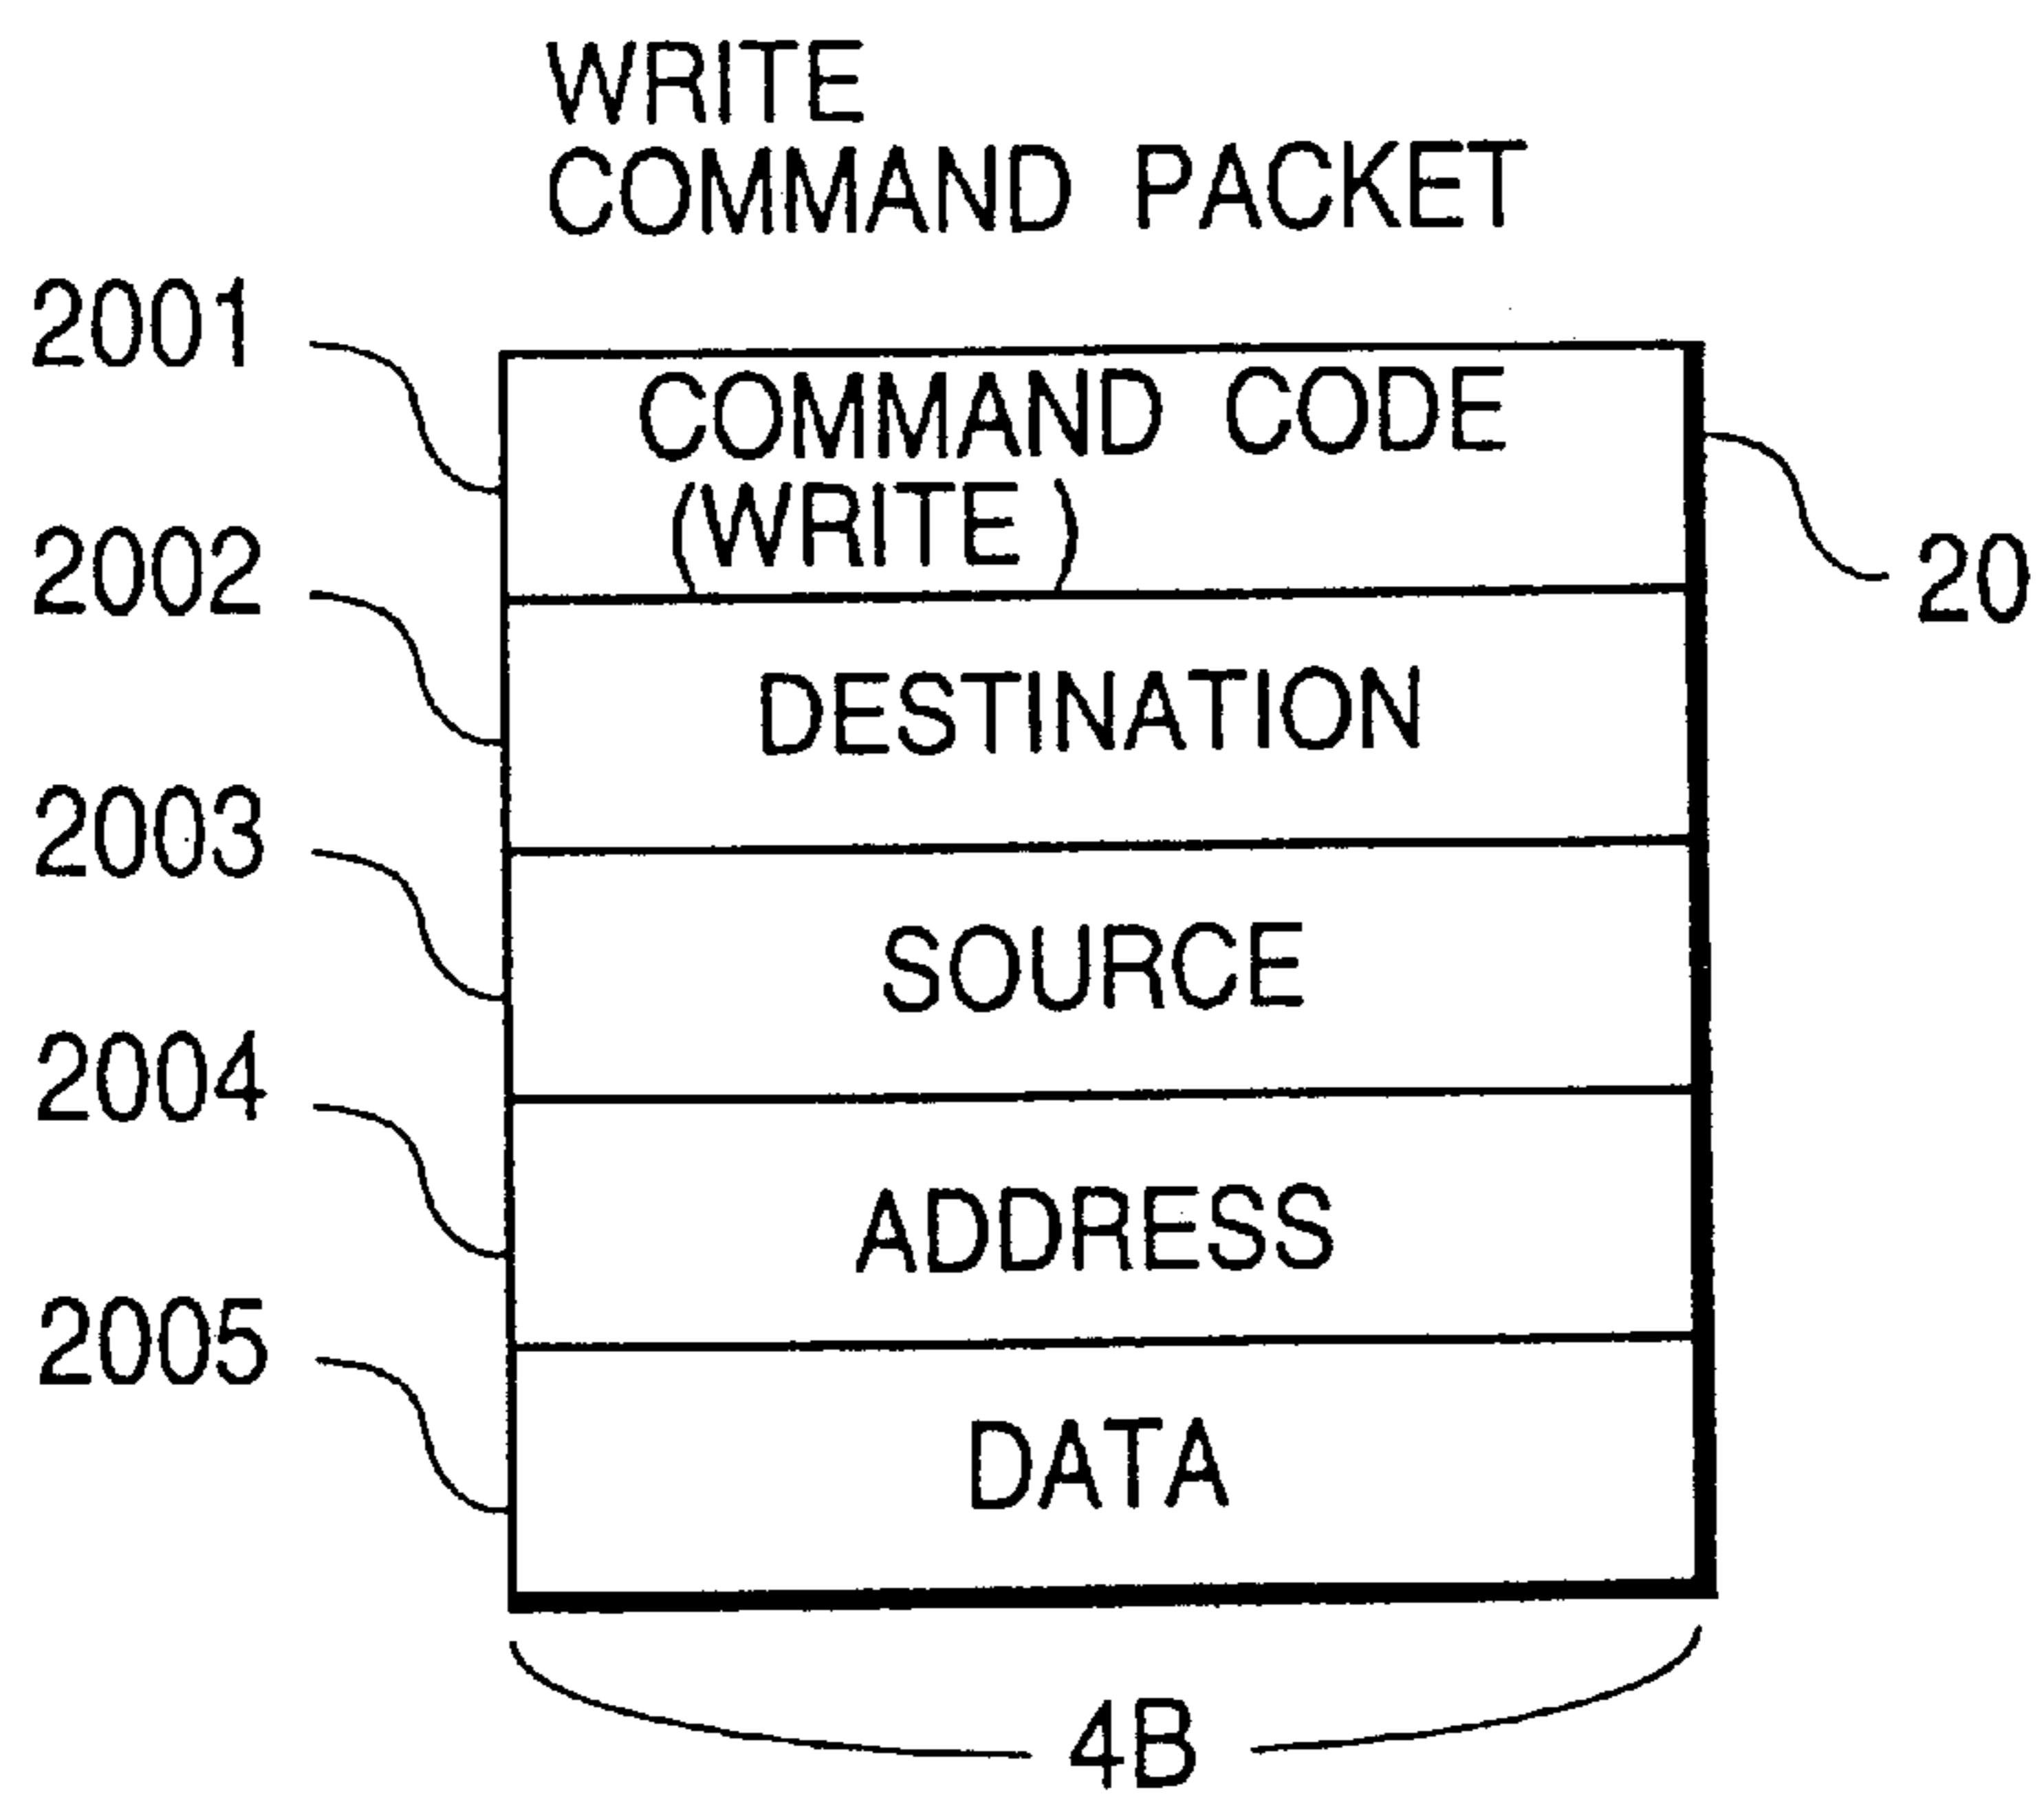 WRITE
COMMAND PACKET
2001
COMMAND CODE
(WRITE )
20
2002
DESTINATION
2003
SOURCE
2004
ADDRESS
2005
DATA
4B